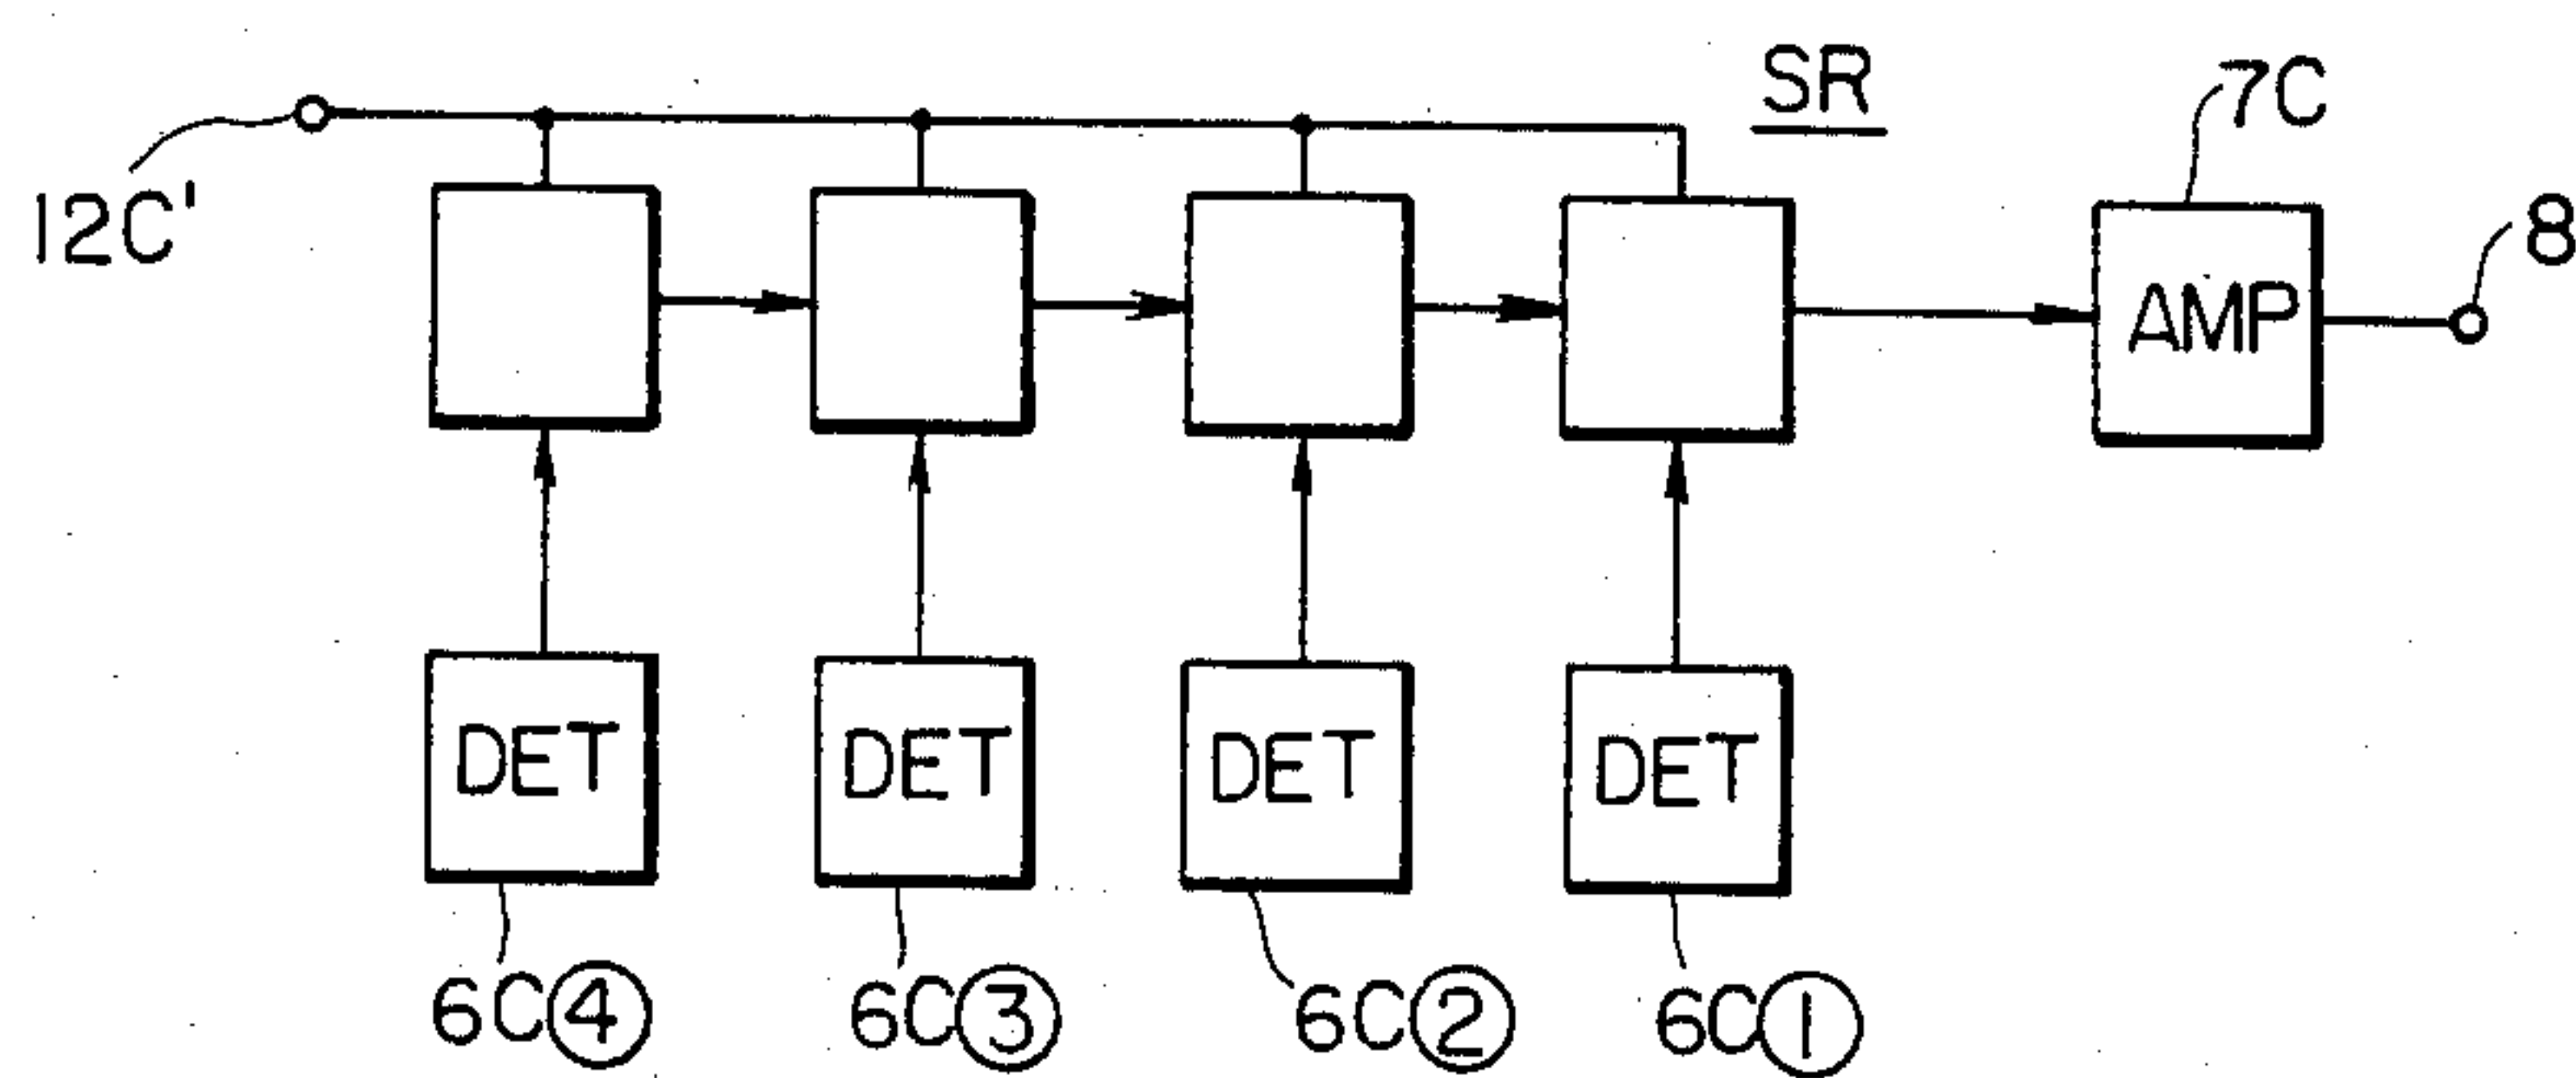 SR
7C
12C'
8
AMP
DET DET DET DET
6C④ 6C③ 6C② 6C①